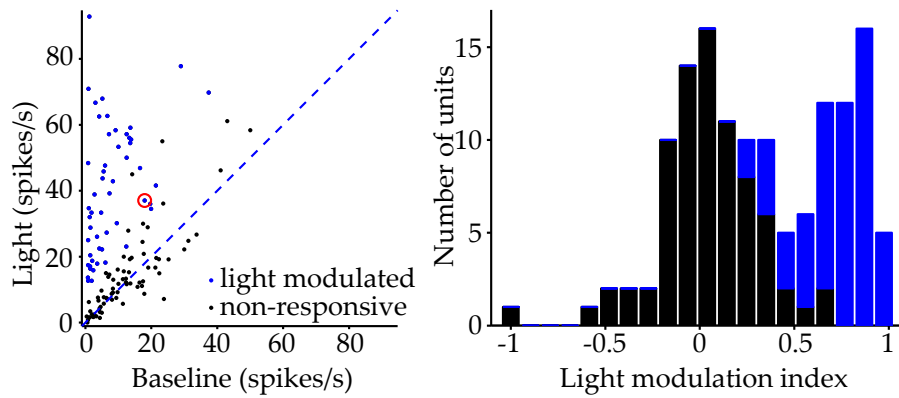 Light (spikes/s)
80
60
40
20
0
light modulated
non-responsive
0 20 40 60 80
Baseline (spikes/s)
Number of units
15
10
5
0
-1 -0.5 0 0.5 1
Light modulation index